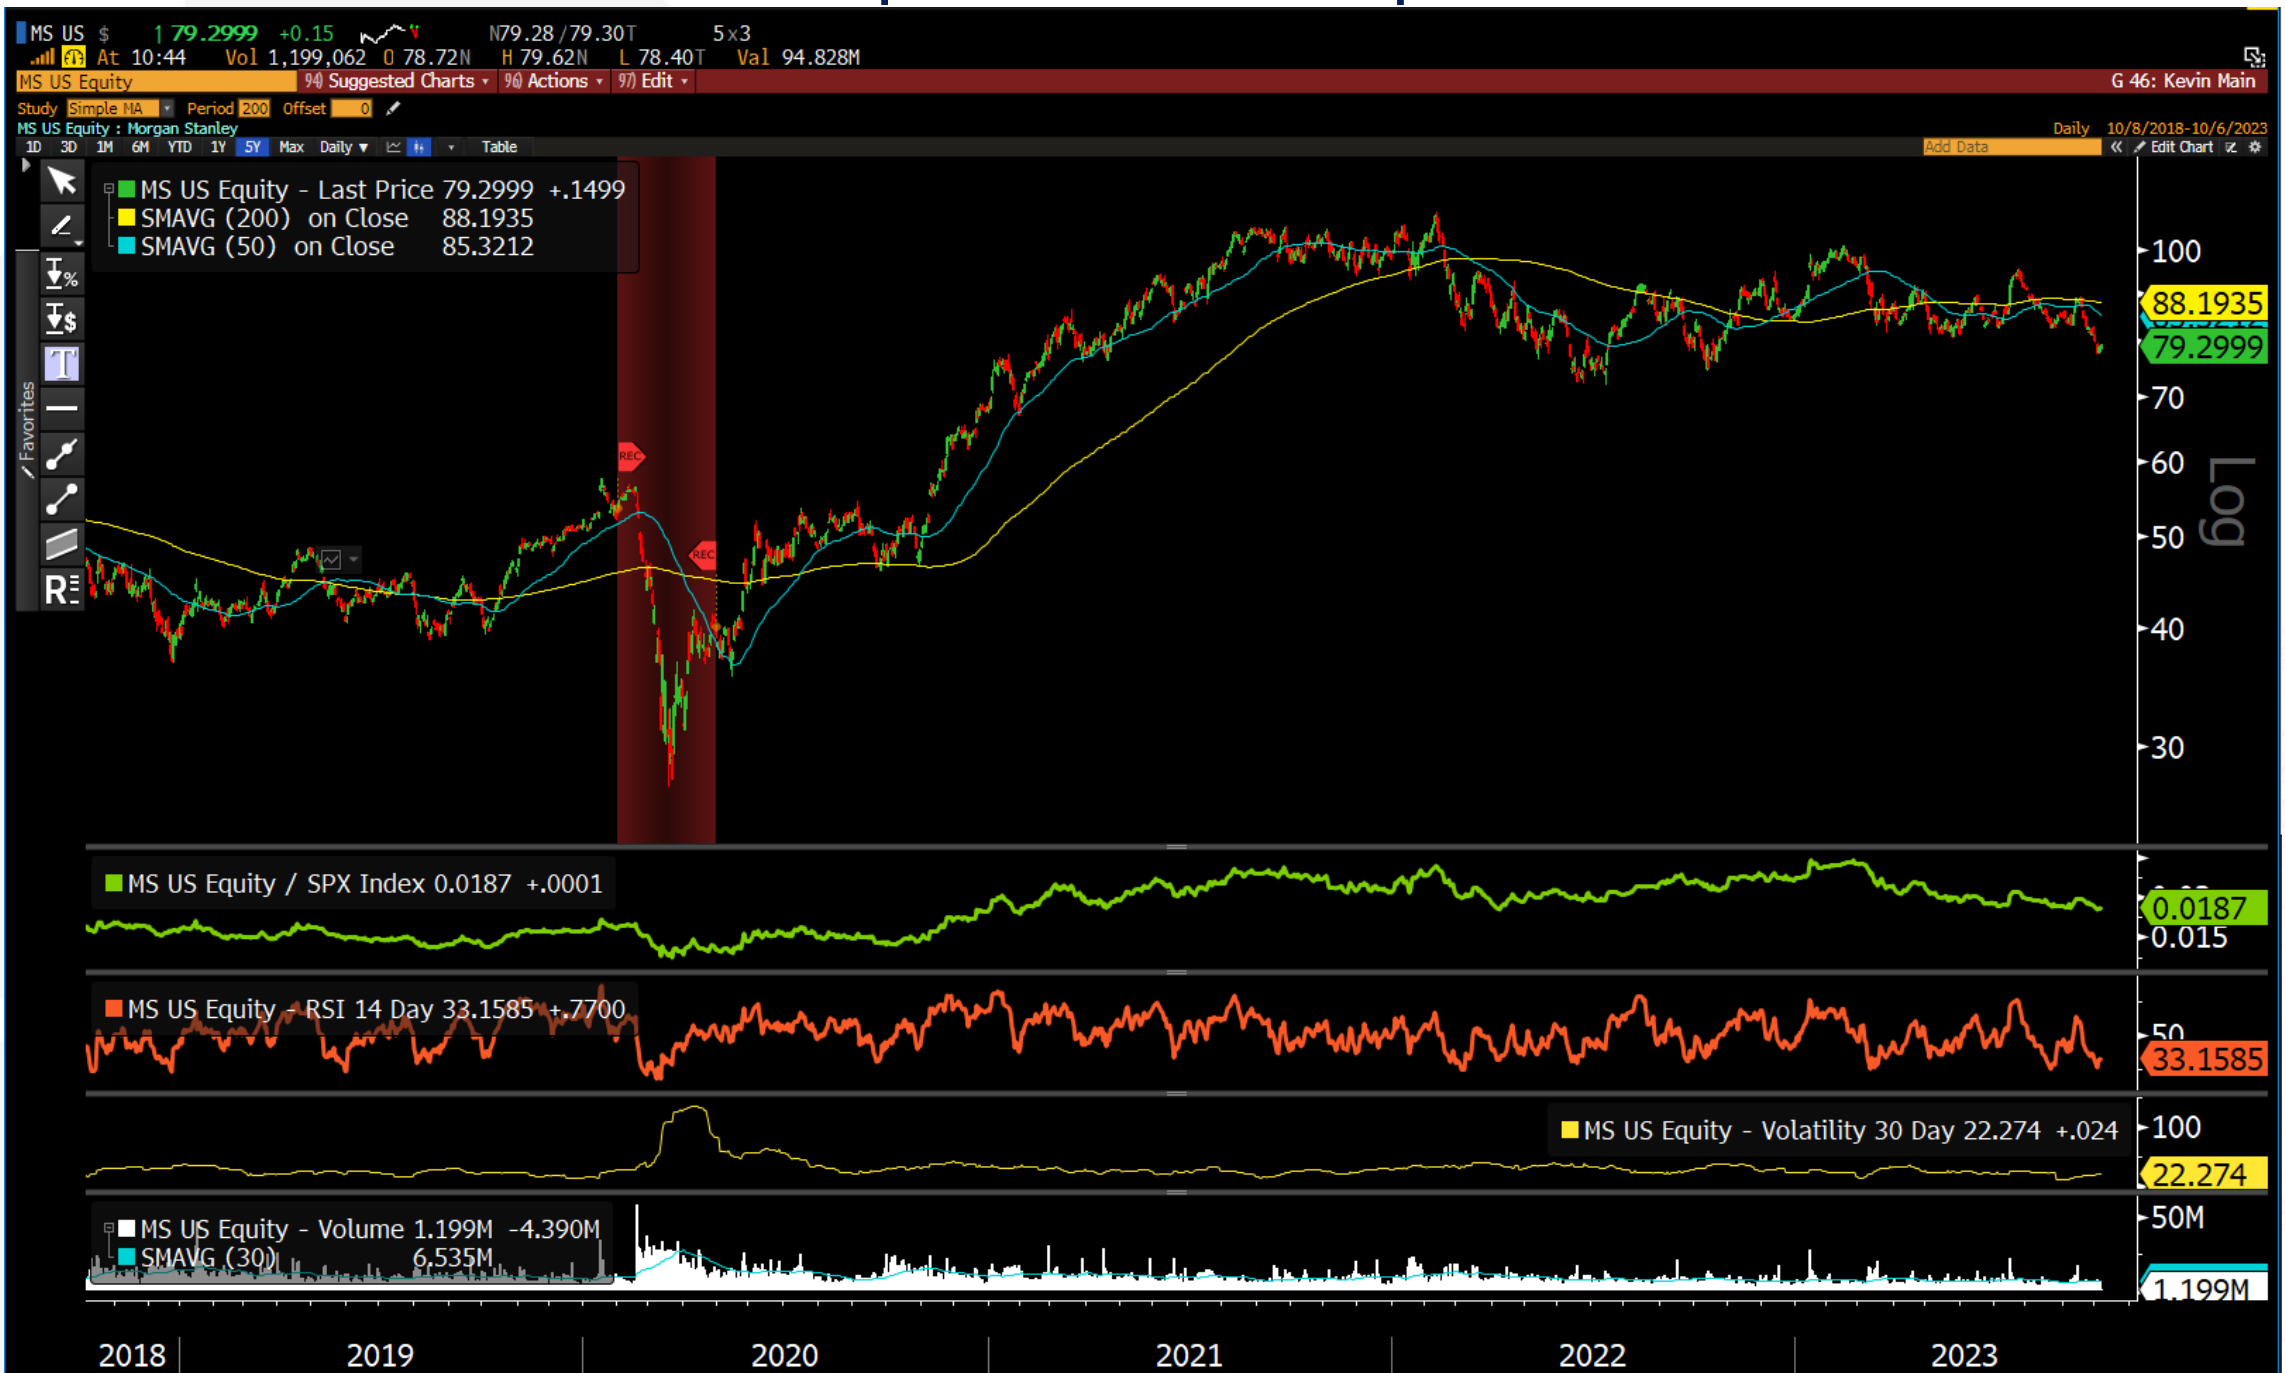 MS US $ ↑79.2999 +0.15 N79.28/79.30T 5x3
At 10:44 Vol 1,199,062 O 78.72N H 79.62N L 78.40T Val 94.828M
MS US Equity 94) Suggested Charts 96) Actions 97) Edit G 46: Kevin Main
Study Simple MA Period 200 Offset 0
MS US Equity : Morgan Stanley Daily 10/8/2018-10/6/2023
1D 3D 1M 6M YTD 1Y 5Y Max Daily ▼ Table Add Data « Edit Chart
MS US Equity - Last Price 79.2999 +.1499
SMAVG (200) on Close 88.1935
SMAVG (50) on Close 85.3212
%
$
T
Favorites
R
REC
REC
100
88.1935
79.2999
70
60
50
40
30
Log
MS US Equity / SPX Index 0.0187 +.0001
0.0187
0.015
MS US Equity - RSI 14 Day 33.1585 +.7700
50
33.1585
MS US Equity - Volatility 30 Day 22.274 +.024
100
22.274
MS US Equity - Volume 1.199M -4.390M
SMAVG (30) 6.535M
50M
1.199M
2018 2019 2020 2021 2022 2023